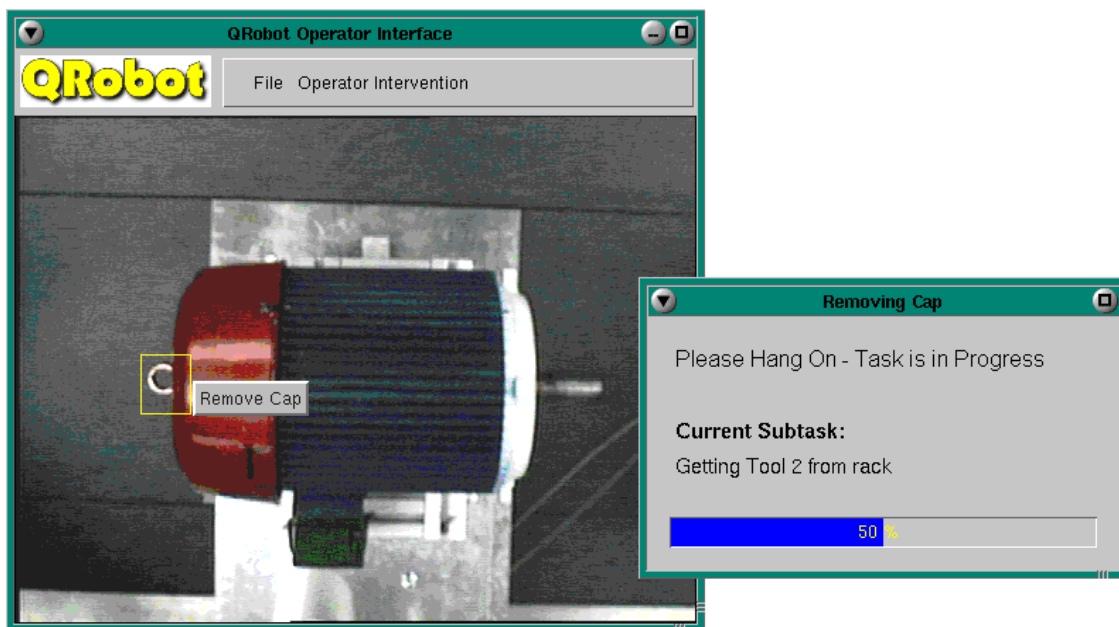 QRobot Operator Interface
QRobot
File Operator Intervention
Remove Cap
Removing Cap
Please Hang On - Task is in Progress
Current Subtask:
Getting Tool 2 from rack
50 %